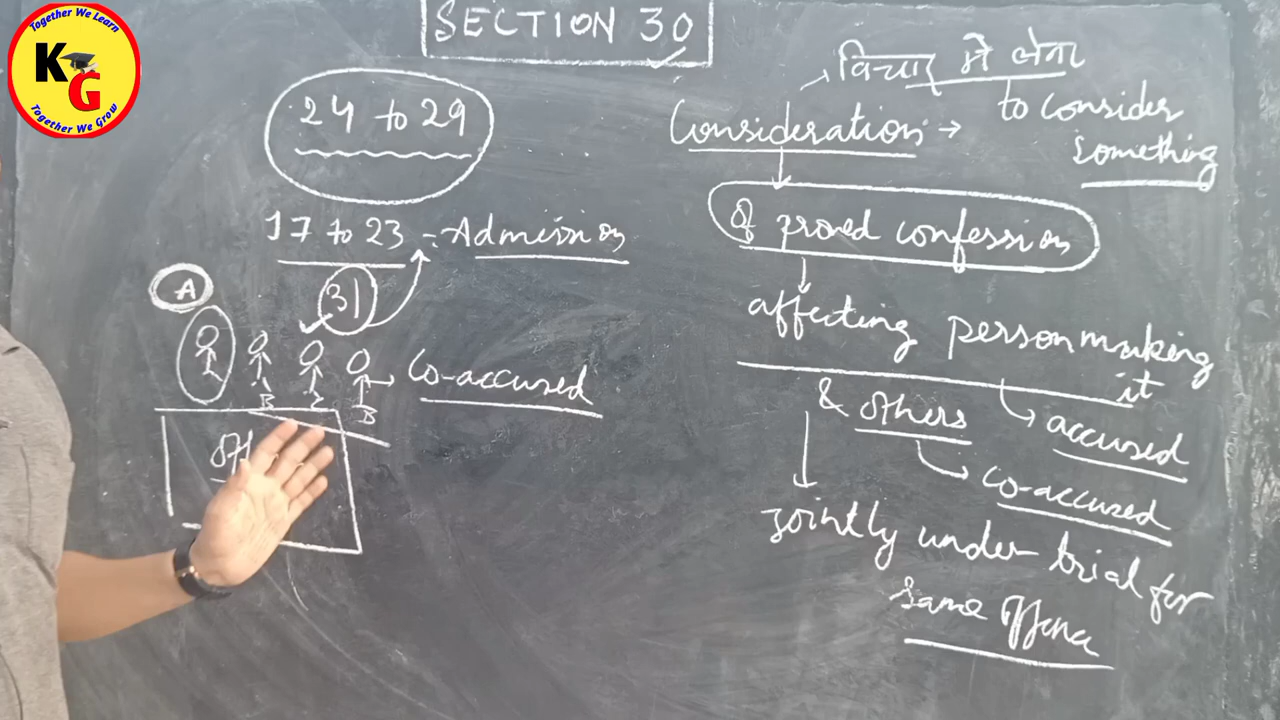 Together We Learn
KG
Together We Grow
SECTION 30
24 to 29
17 to 23 - Admission
31
A
Co-accused
B
B
विचार में लेना
Consideration → to consider
something
of proved confession
affecting person making
it
& others
accused
co-accused
Jointly under trial for
same offence